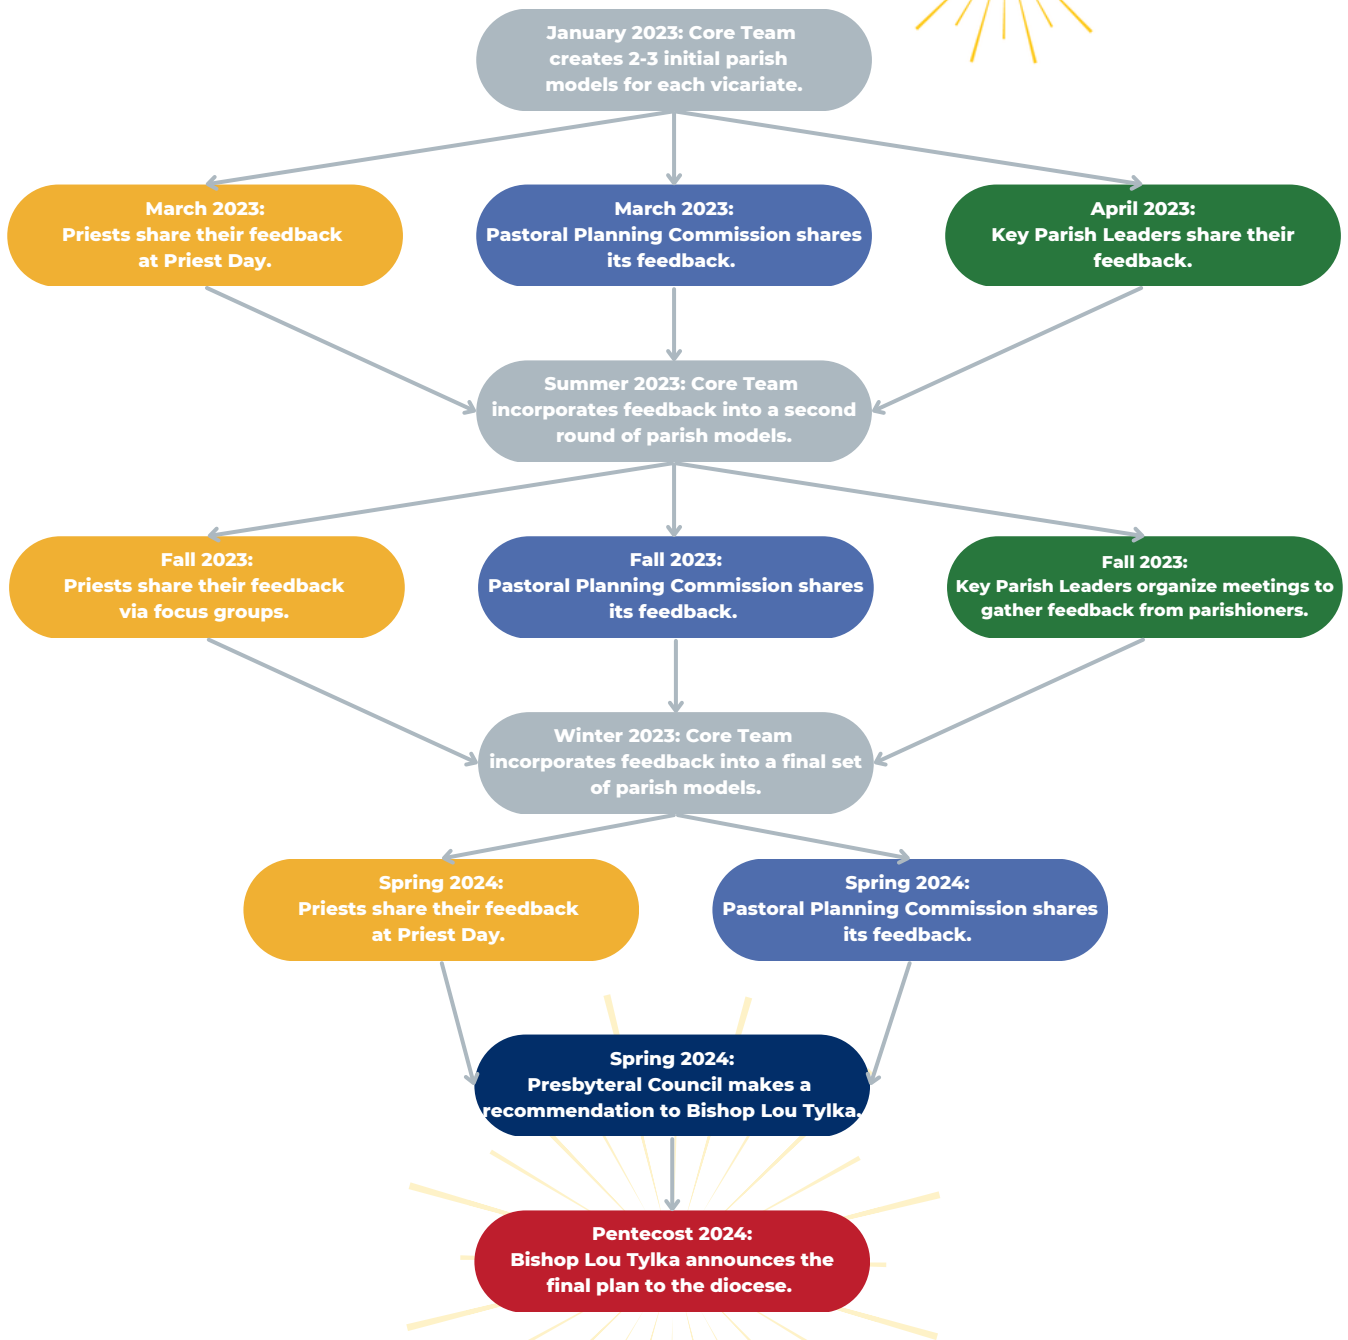 January 2023: Core Team
creates 2-3 initial parish
models for each vicariate.
March 2023:
Priests share their feedback
at Priest Day.
March 2023:
Pastoral Planning Commission shares
its feedback.
April 2023:
Key Parish Leaders share their
feedback.
Summer 2023: Core Team
incorporates feedback into a second
round of parish models.
Fall 2023:
Priests share their feedback
via focus groups.
Fall 2023:
Pastoral Planning Commission shares
its feedback.
Fall 2023:
Key Parish Leaders organize meetings to
gather feedback from parishioners.
Winter 2023: Core Team
incorporates feedback into a final set
of parish models.
Spring 2024:
Priests share their feedback
at Priest Day.
Spring 2024:
Pastoral Planning Commission shares
its feedback.
Spring 2024:
Presbyteral Council makes a
recommendation to Bishop Lou Tylka.
Pentecost 2024:
Bishop Lou Tylka announces the
final plan to the diocese.